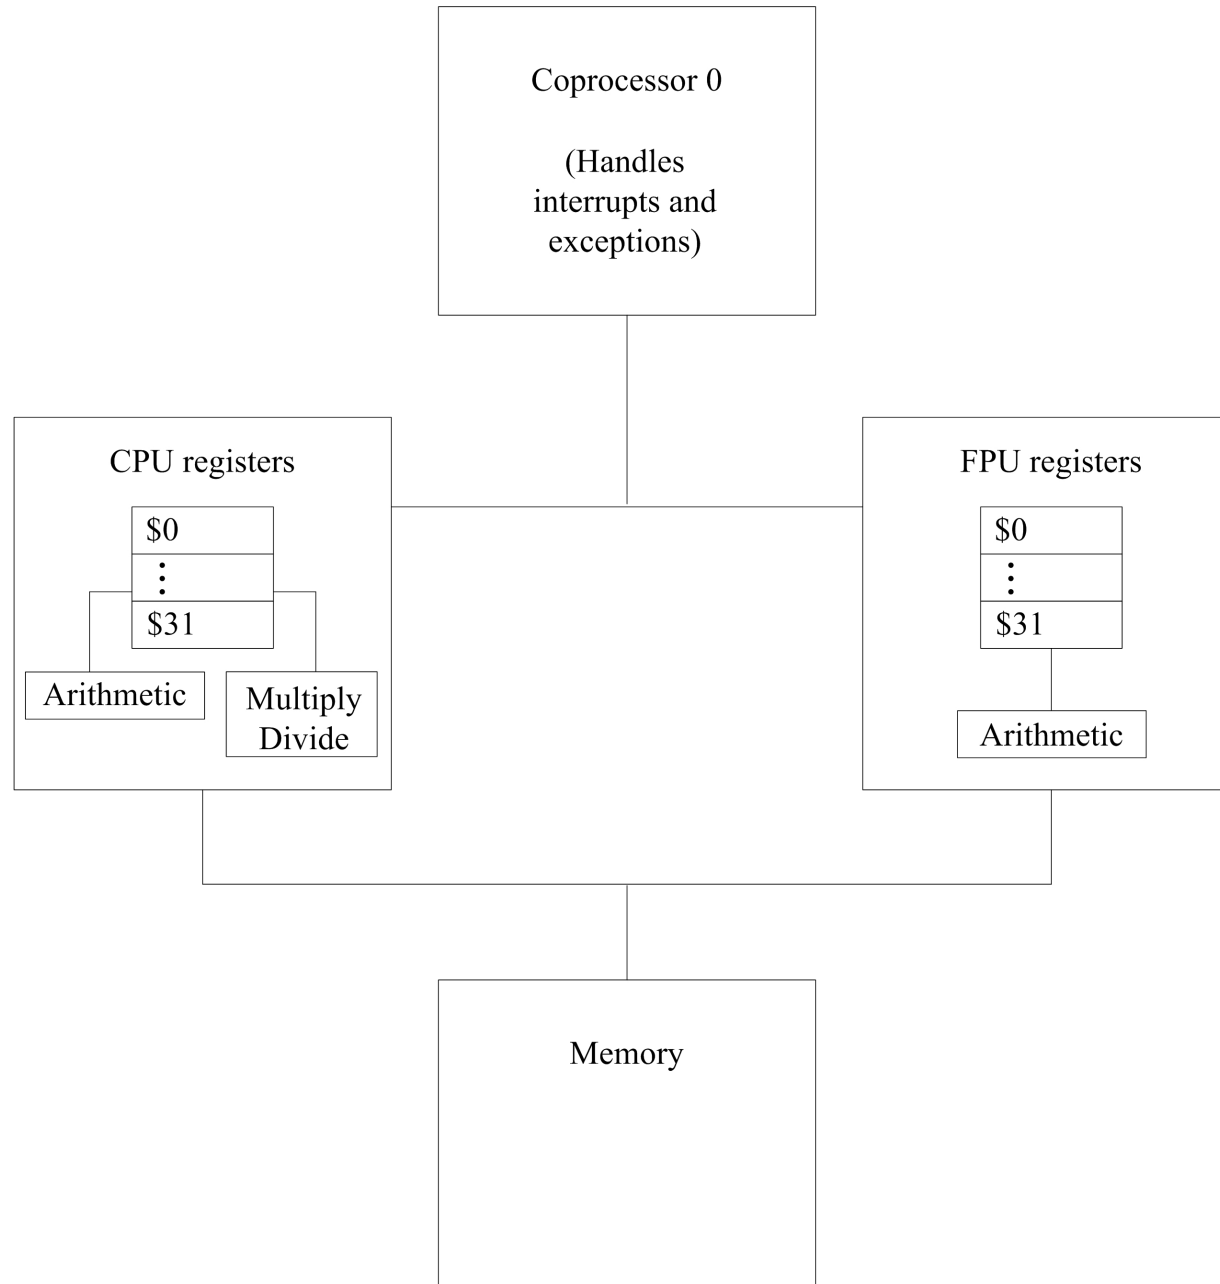 Coprocessor 0
(Handles
interrupts and
exceptions)
CPU registers
$0
⋮
$31
Arithmetic
Multiply
Divide
FPU registers
$0
⋮
$31
Arithmetic
Memory